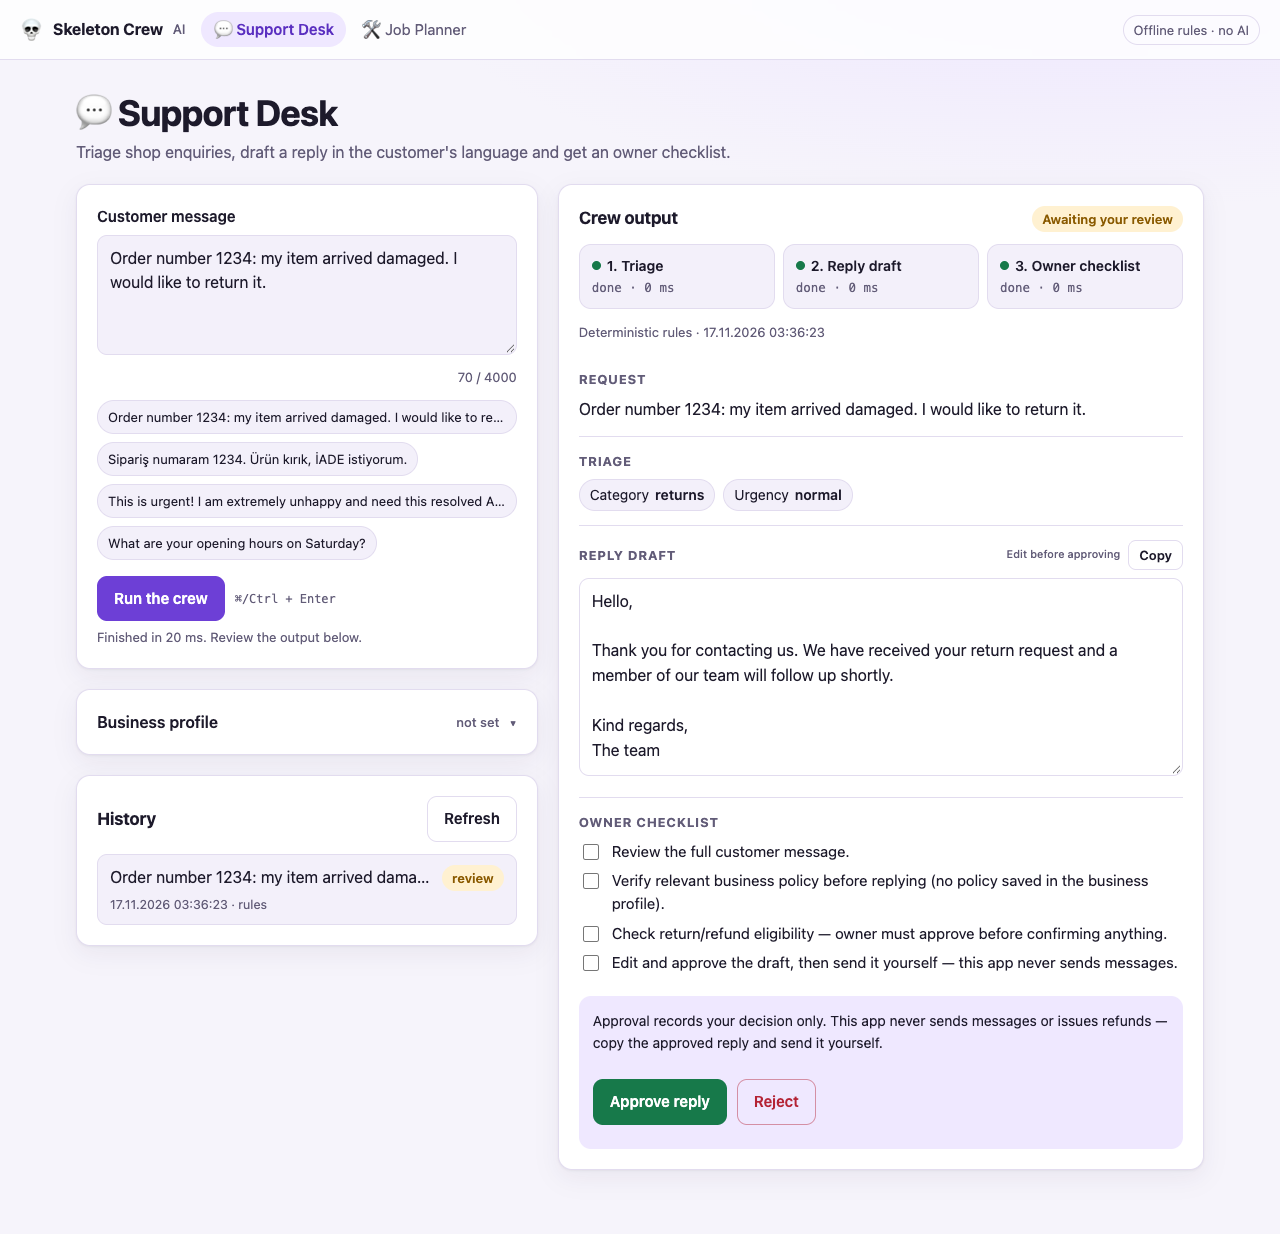 Skeleton Crew AI
Support Desk
Job Planner
Offline rules · no AI
Support Desk
Triage shop enquiries, draft a reply in the customer's language and get an owner checklist.
Customer message
Order number 1234: my item arrived damaged. I
would like to return it.
70 / 4000
Order number 1234: my item arrived damaged. I would like to re...
Sipariş numaram 1234. Ürün kırık, İADE istiyorum.
This is urgent! I am extremely unhappy and need this resolved A...
What are your opening hours on Saturday?
Run the crew
⌘/Ctrl + Enter
Finished in 20 ms. Review the output below.
Business profile
not set ▾
History
Refresh
Order number 1234: my item arrived dama...
review
17.11.2026 03:36:23 · rules
Crew output
Awaiting your review
1. Triage
done · 0 ms
2. Reply draft
done · 0 ms
3. Owner checklist
done · 0 ms
Deterministic rules · 17.11.2026 03:36:23
REQUEST
Order number 1234: my item arrived damaged. I would like to return it.
TRIAGE
Category returns
Urgency normal
REPLY DRAFT
Edit before approving
Copy
Hello,
Thank you for contacting us. We have received your return request and a
member of our team will follow up shortly.
Kind regards,
The team
OWNER CHECKLIST
Review the full customer message.
Verify relevant business policy before replying (no policy saved in the business
profile).
Check return/refund eligibility — owner must approve before confirming anything.
Edit and approve the draft, then send it yourself — this app never sends messages.
Approval records your decision only. This app never sends messages or issues refunds —
copy the approved reply and send it yourself.
Approve reply
Reject